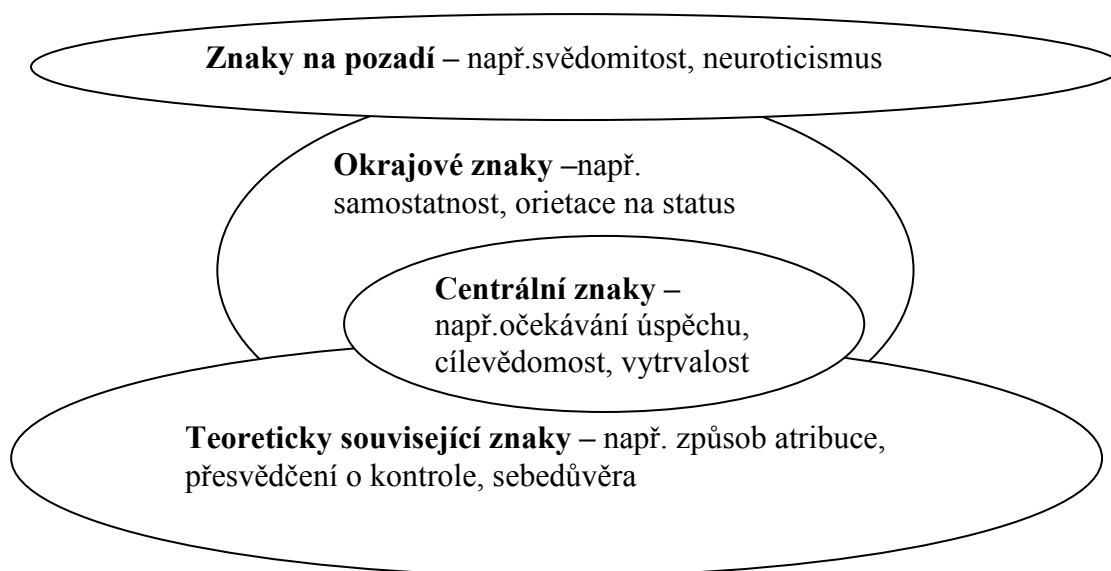 Znaky na pozadí – např.svědomitost, neuroticismus
Okrajové znaky –např.
samostatnost, orietace na status
Centrální znaky –
např.očekávání úspěchu,
cílevědomost, vytrvalost
Teoreticky související znaky – např. způsob atribuce,
přesvědčení o kontrole, sebedůvěra